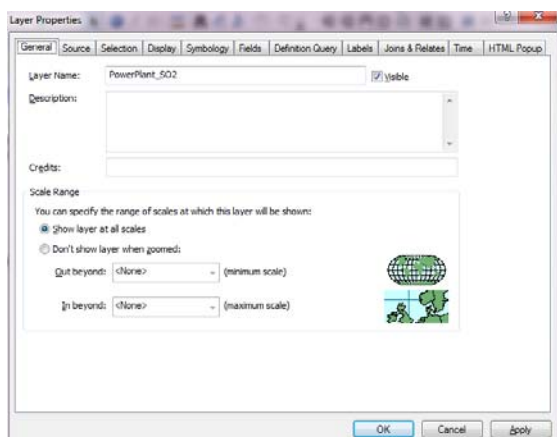 Layer Properties
General Source Selection Display Symbology Fields Definition Query Labels Joins & Relates Time HTML Popup
Layer Name: PowerPlant_SO2 Visible
Description:
Credits:
Scale Range
You can specify the range of scales at which this layer will be shown:
Show layer at all scales
Don't show layer when zoomed:
Out beyond: <None> (minimum scale)
In beyond: <None> (maximum scale)
OK Cancel Apply